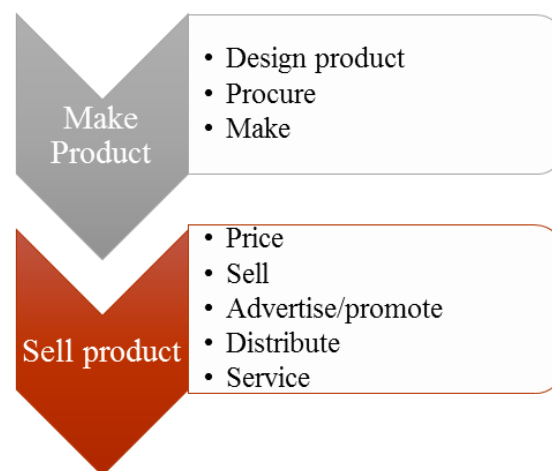 Make
Product
• Design product
• Procure
• Make
Sell product
• Price
• Sell
• Advertise/promote
• Distribute
• Service